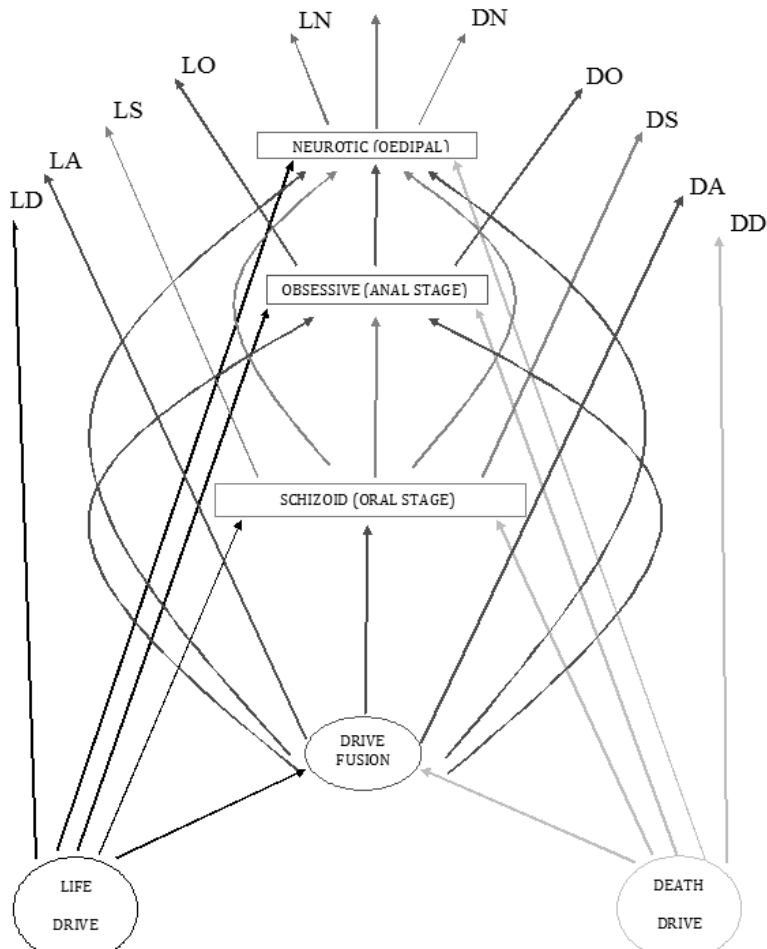 LN
DN
LO
DO
LS
DS
LA
DA
LD
DD
NEUROTIC (OEDIPAL)
OBSESSIVE (ANAL STAGE)
SCHIZOID (ORAL STAGE)
DRIVE
FUSION
LIFE
DRIVE
DEATH
DRIVE